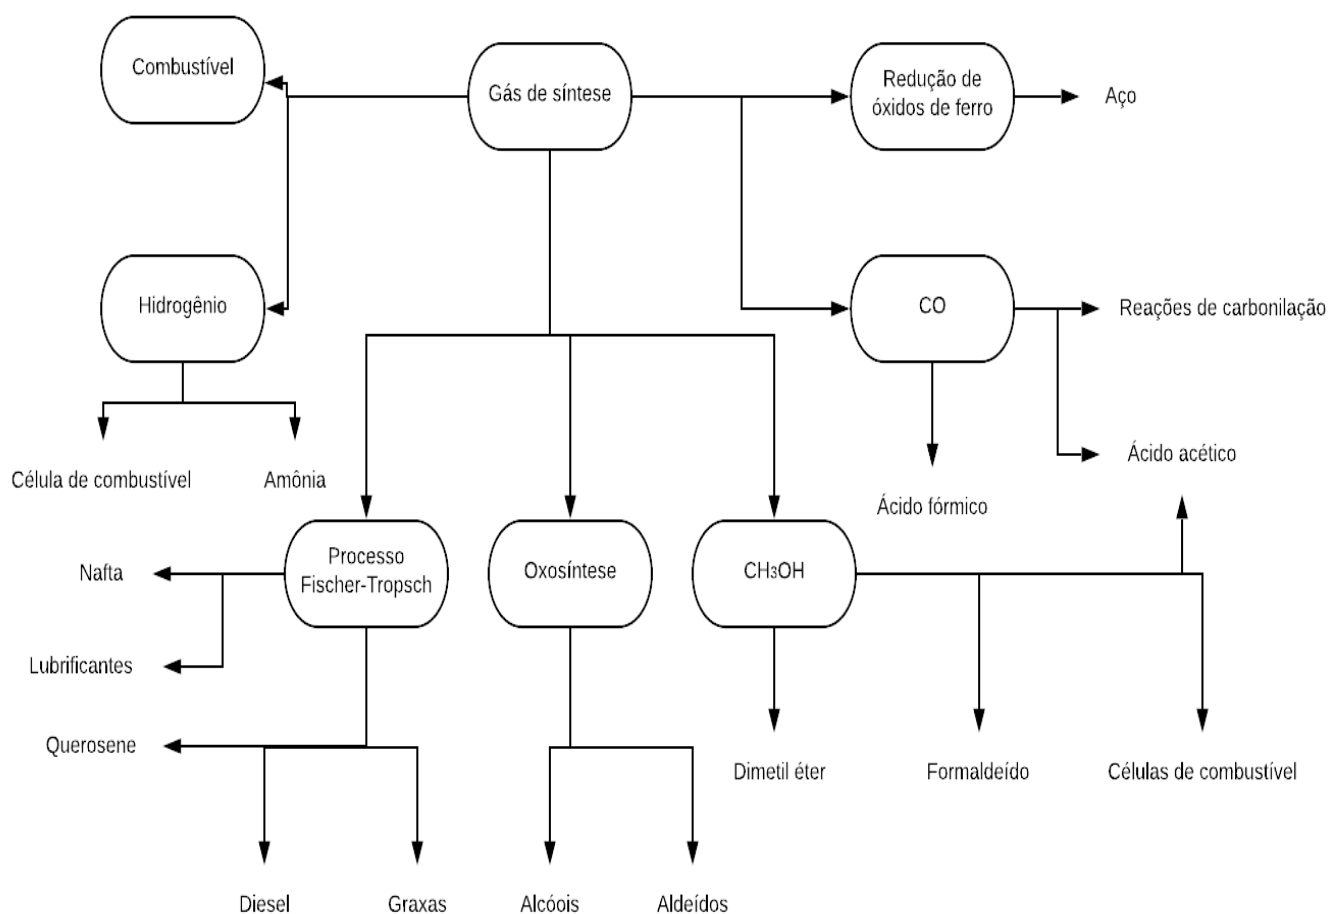 Combustível
Gás de síntese
Redução de
óxidos de ferro
Aço
Hidrogênio
CO
Reações de carbonilação
Célula de combustível
Amônia
Ácido fórmico
Ácido acético
Nafta
Processo
Fischer-Tropsch
Oxosíntese
CH₃OH
Lubrificantes
Querosene
Dimetil éter
Formaldeído
Células de combustível
Diesel
Graxas
Alcóois
Aldeídos